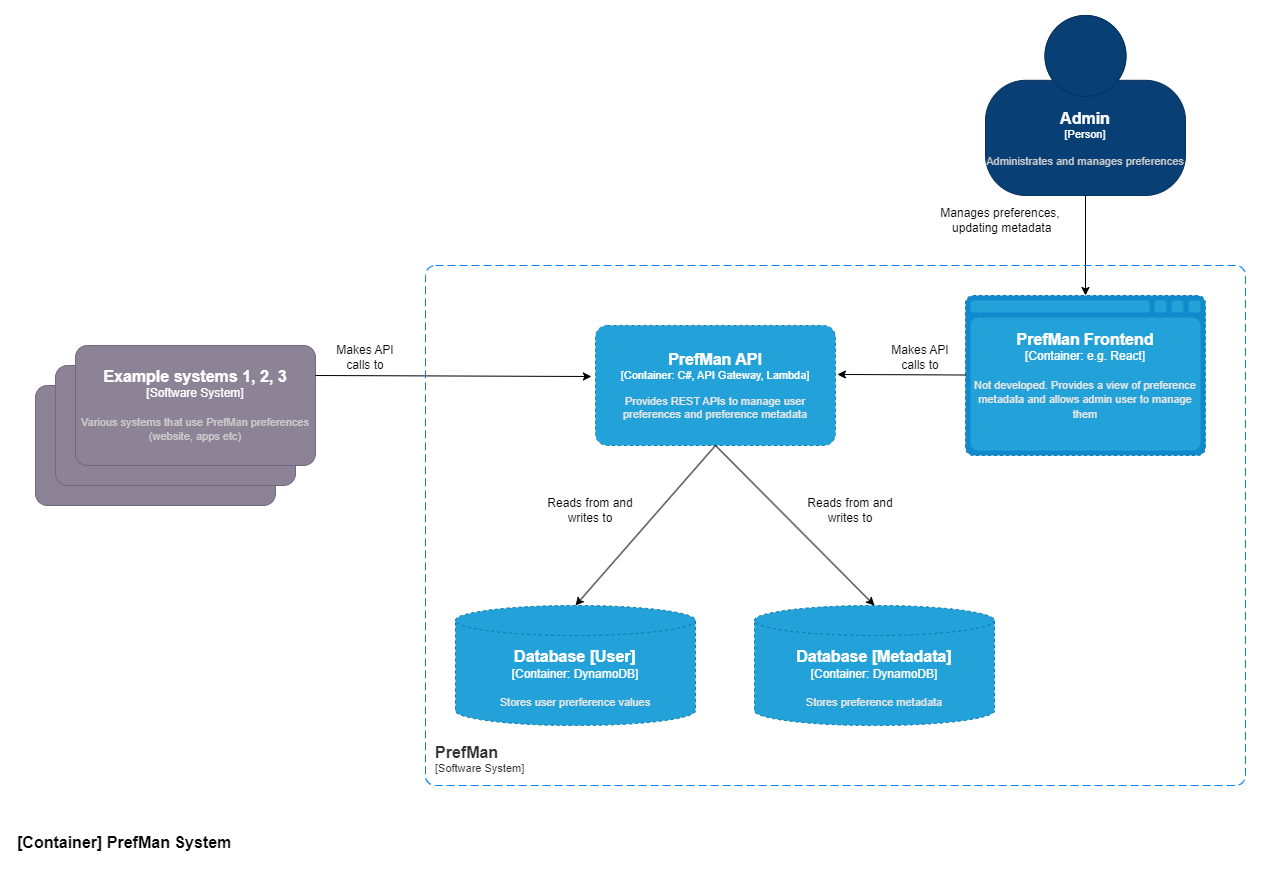 Admin
[Person]
Administrates and manages preferences
Manages preferences,
updating metadata
Example systems 1, 2, 3
[Software System]
Various systems that use PrefMan preferences
(website, apps etc)
Makes API
calls to
PrefMan API
[Container: C#, API Gateway, Lambda]
Provides REST APIs to manage user
preferences and preference metadata
Makes API
calls to
PrefMan Frontend
[Container: e.g. React]
Not developed. Provides a view of preference
metadata and allows admin user to manage
them
Reads from and
writes to
Reads from and
writes to
Database [User]
[Container: DynamoDB]
Stores user prerference values
Database [Metadata]
[Container: DynamoDB]
Stores preference metadata
PrefMan
[Software System]
[Container] PrefMan System